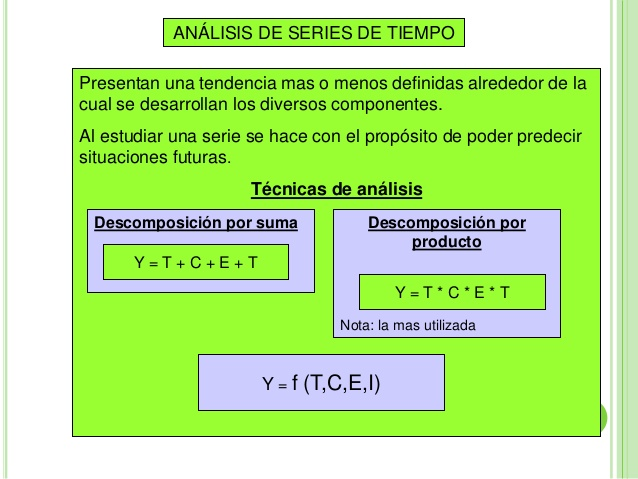 ANÁLISIS DE SERIES DE TIEMPO
Presentan una tendencia mas o menos definidas alrededor de la
cual se desarrollan los diversos componentes.
Al estudiar una serie se hace con el propósito de poder predecir
situaciones futuras.
Técnicas de análisis
Descomposición por suma
Y = T + C + E + T
Descomposición por
producto
Y = T * C * E * T
Nota: la mas utilizada
Y = f (T,C,E,I)